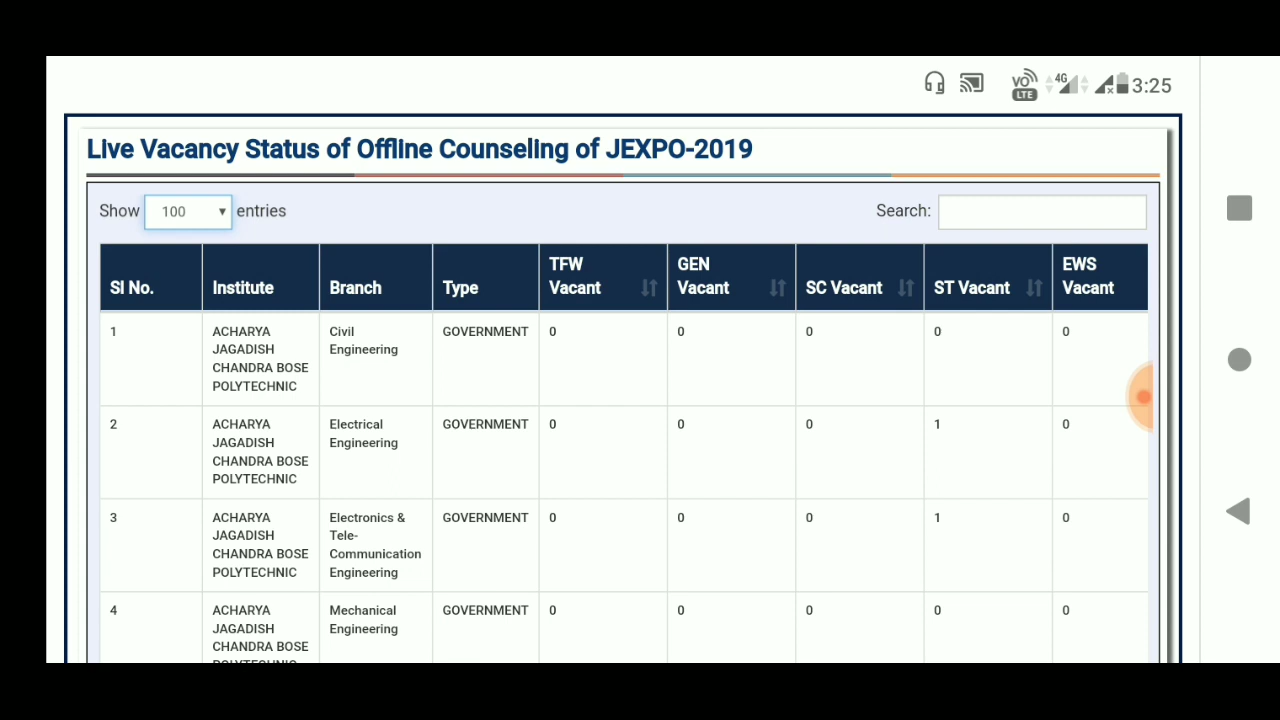 VO LTE 4G 3:25
Live Vacancy Status of Offline Counseling of JEXPO-2019
Show 100 entries Search:
Sl No. Institute Branch Type TFW Vacant GEN Vacant SC Vacant ST Vacant EWS Vacant
1 ACHARYA JAGADISH CHANDRA BOSE POLYTECHNIC Civil Engineering GOVERNMENT 0 0 0 0 0
2 ACHARYA JAGADISH CHANDRA BOSE POLYTECHNIC Electrical Engineering GOVERNMENT 0 0 0 1 0
3 ACHARYA JAGADISH CHANDRA BOSE POLYTECHNIC Electronics & Tele-Communication Engineering GOVERNMENT 0 0 0 1 0
4 ACHARYA JAGADISH CHANDRA BOSE Mechanical Engineering GOVERNMENT 0 0 0 0 0